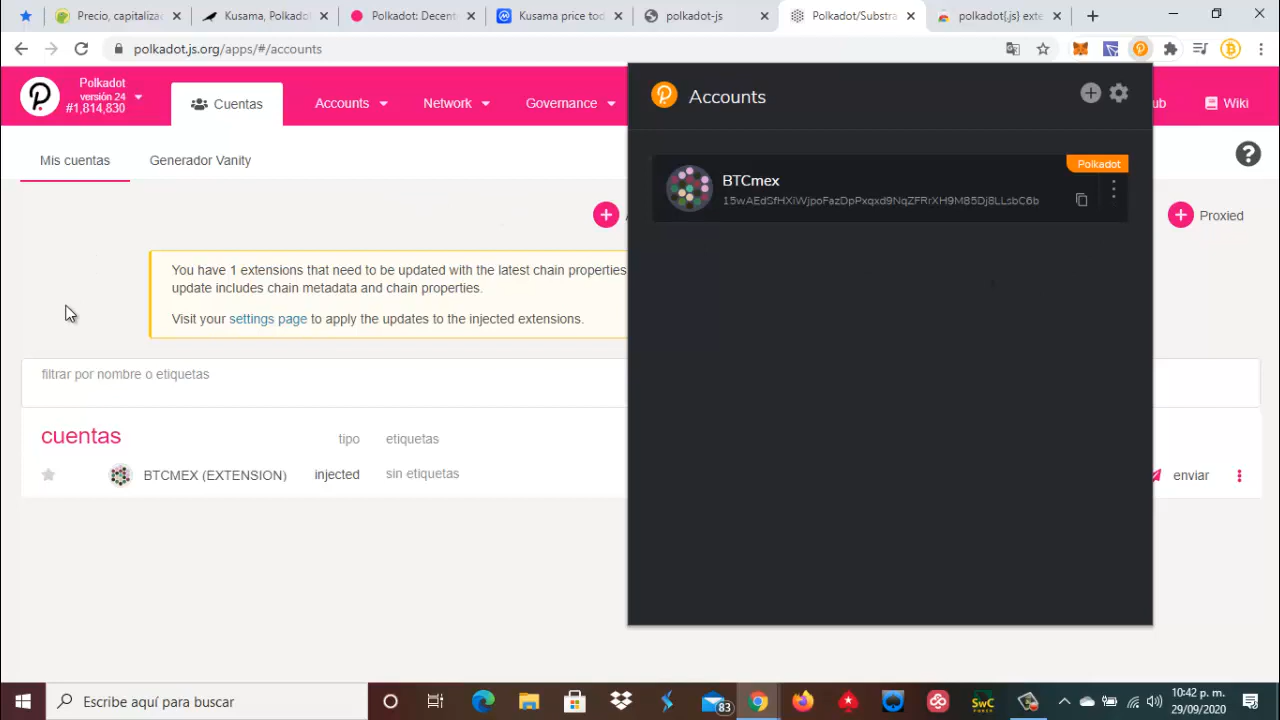 Precio, capitaliza
Kusama, Polkado
Polkadot: Decent
Kusama price tod
polkadot-js
Polkadot/Substra
polkadot{.js} exte
polkadot.js.org/apps/#/accounts
Polkadot
versión 24
#1,814,830
Cuentas
Accounts
Network
Governance
Wiki
Accounts
Mis cuentas
Generador Vanity
Polkadot
BTCmex
15wAEdSfHXiWjpoFazDpPxqxd9NqZFRrXH9M85Dj8LLsbC6b
Proxied
You have 1 extensions that need to be updated with the latest chain properties
update includes chain metadata and chain properties.
Visit your settings page to apply the updates to the injected extensions.
filtrar por nombre o etiquetas
cuentas tipo etiquetas
BTCMEX (EXTENSION) injected sin etiquetas enviar
Escribe aquí para buscar
83
SwC
POKER
10:42 p. m.
29/09/2020